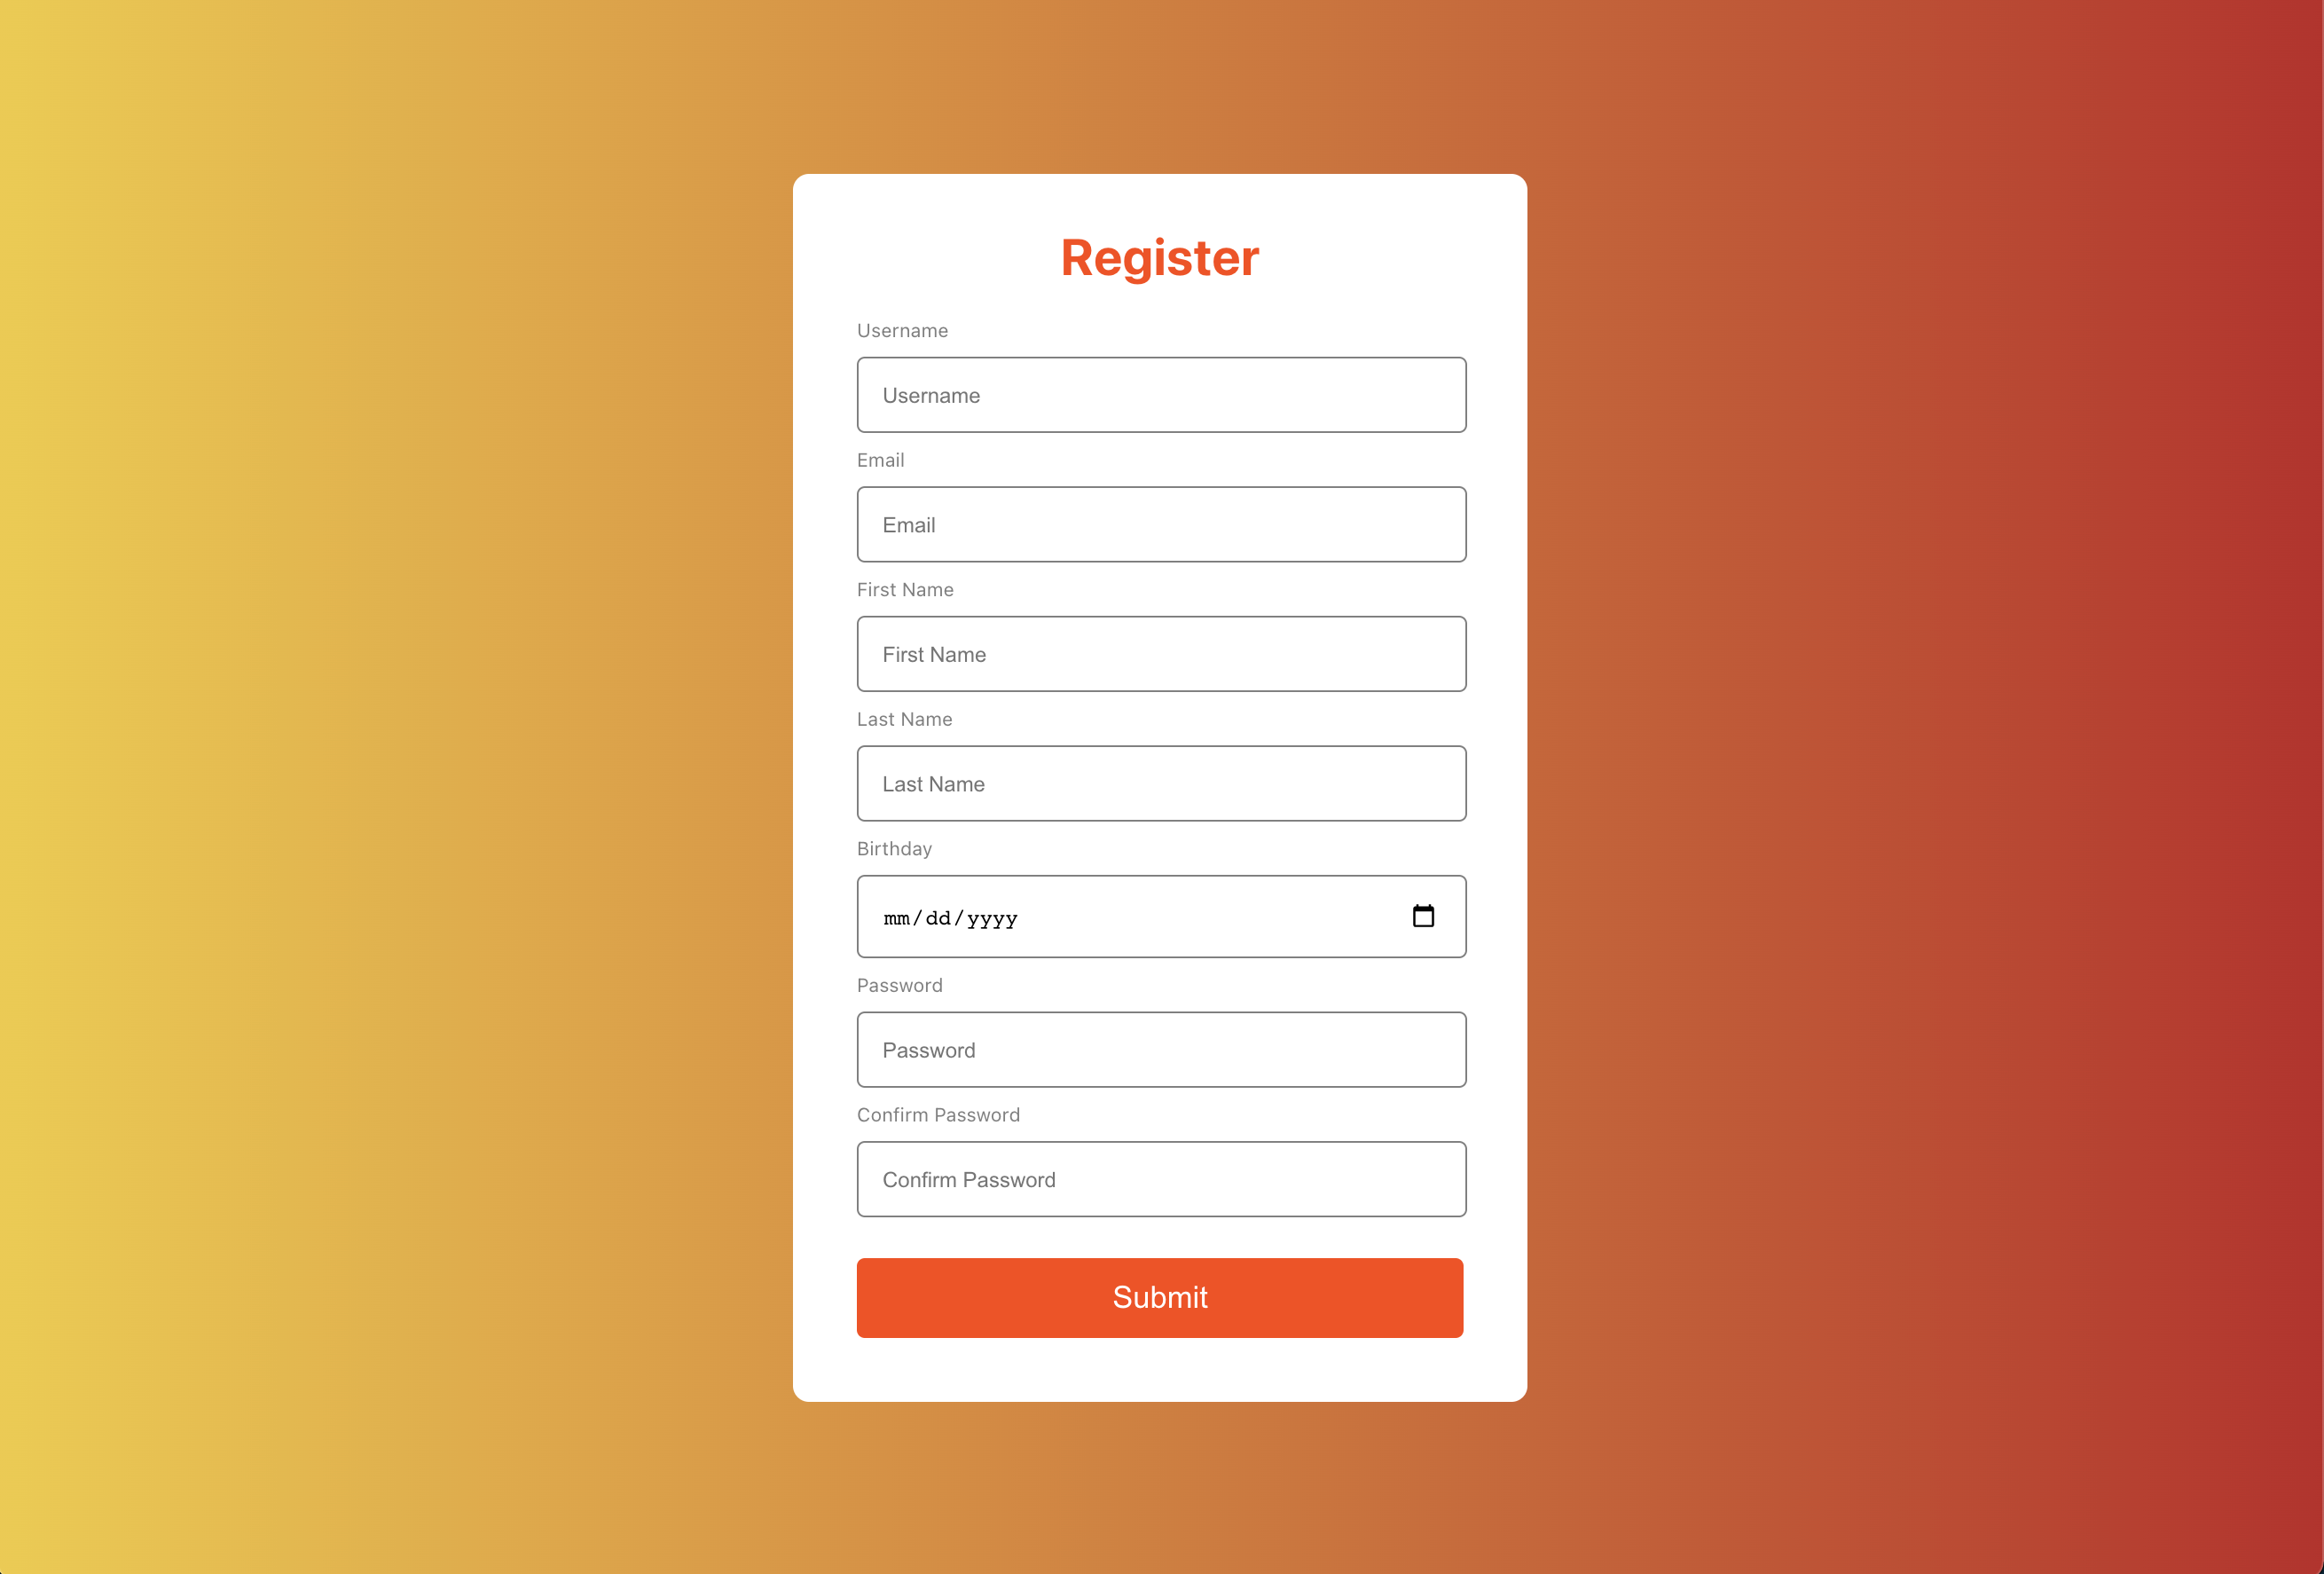 Register
Username
Username
Email
Email
First Name
First Name
Last Name
Last Name
Birthday
mm/dd/yyyy
Password
Password
Confirm Password
Confirm Password
Submit